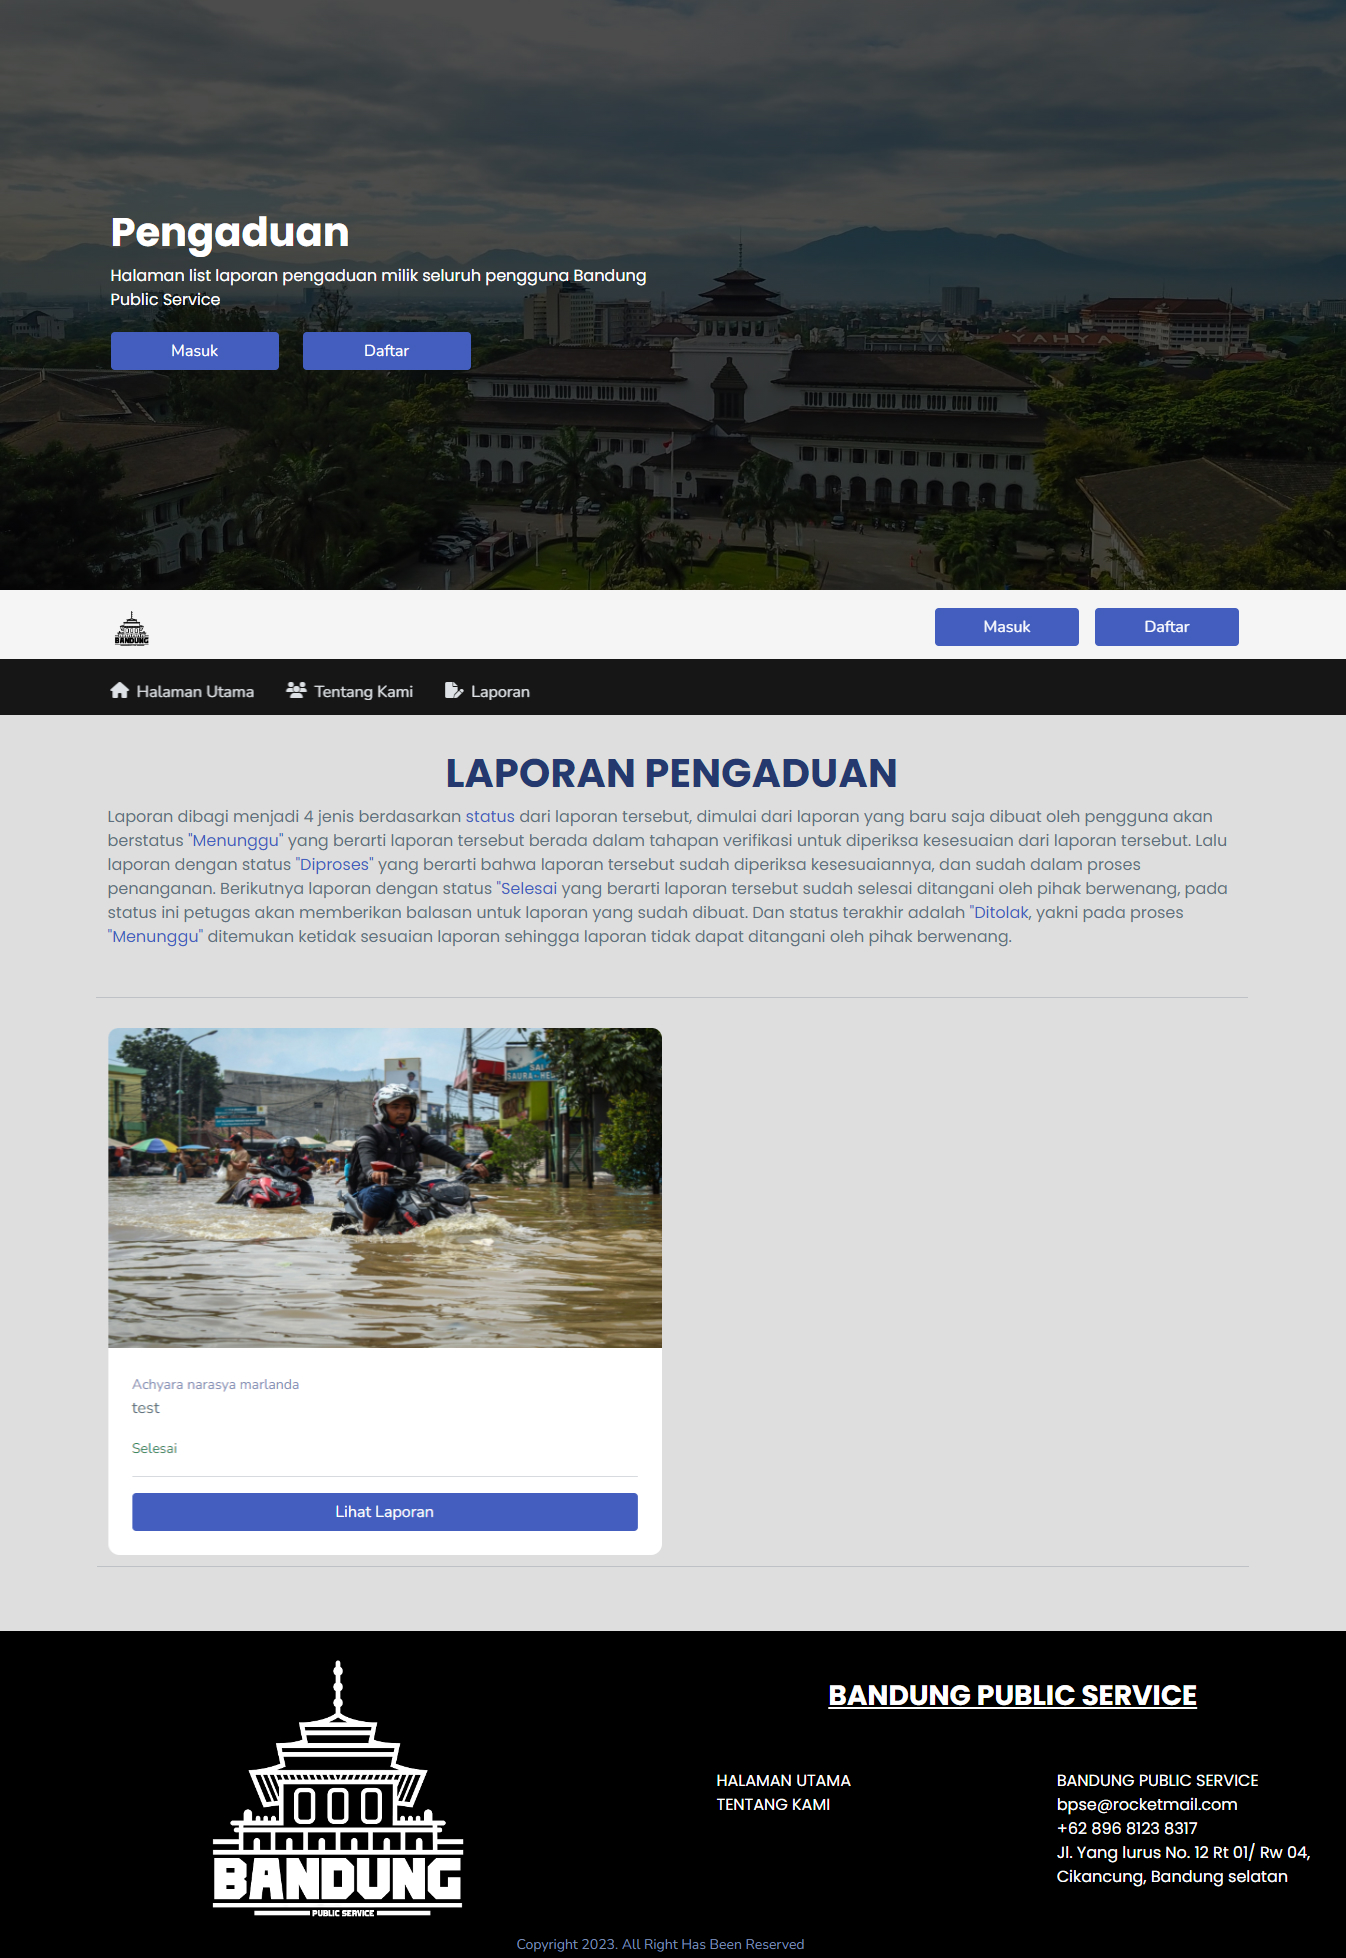 Pengaduan
Halaman list laporan pengaduan milik seluruh pengguna Bandung
Public Service
Masuk
Daftar
YAHYA
BANDUNG
Masuk
Daftar
Halaman Utama
Tentang Kami
Laporan
LAPORAN PENGADUAN
Laporan dibagi menjadi 4 jenis berdasarkan status dari laporan tersebut, dimulai dari laporan yang baru saja dibuat oleh pengguna akan
berstatus "Menunggu" yang berarti laporan tersebut berada dalam tahapan verifikasi untuk diperiksa kesesuaian dari laporan tersebut. Lalu
laporan dengan status "Diproses" yang berarti bahwa laporan tersebut sudah diperiksa kesesuaiannya, dan sudah dalam proses
penanganan. Berikutnya laporan dengan status "Selesai yang berarti laporan tersebut sudah selesai ditangani oleh pihak berwenang, pada
status ini petugas akan memberikan balasan untuk laporan yang sudah dibuat. Dan status terakhir adalah "Ditolak, yakni pada proses
"Menunggu" ditemukan ketidak sesuaian laporan sehingga laporan tidak dapat ditangani oleh pihak berwenang.
Achyara narasya marlanda
test
Selesai
Lihat Laporan
BANDUNG
PUBLIC SERVICE
BANDUNG PUBLIC SERVICE
HALAMAN UTAMA
TENTANG KAMI
BANDUNG PUBLIC SERVICE
bpse@rocketmail.com
+62 896 8123 8317
Jl. Yang lurus No. 12 Rt 01/ Rw 04,
Cikancung, Bandung selatan
Copyright 2023. All Right Has Been Reserved